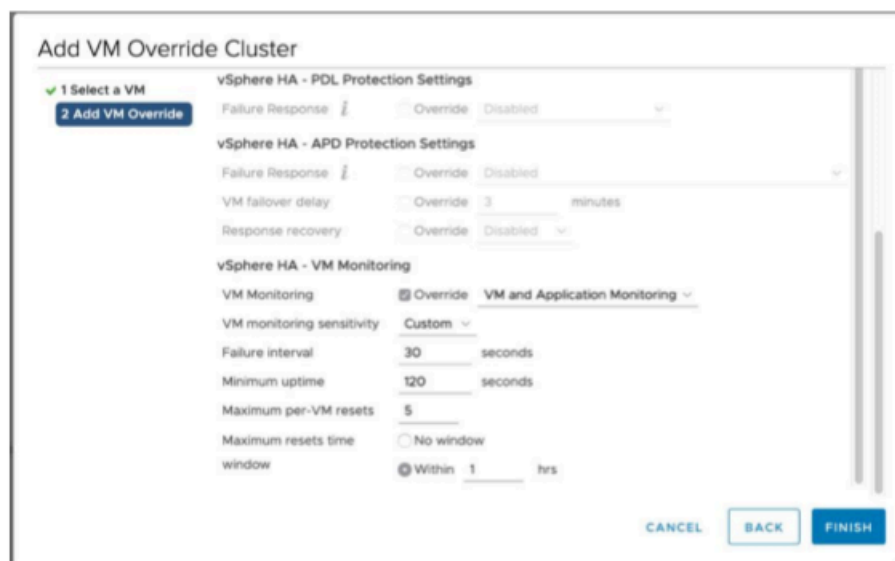 Add VM Override Cluster
1 Select a VM
2 Add VM Override
vSphere HA - PDL Protection Settings
Failure Response i Override Disabled
vSphere HA - APD Protection Settings
Failure Response i Override Disabled
VM failover delay Override 3 minutes
Response recovery Override Disabled
vSphere HA - VM Monitoring
VM Monitoring Override VM and Application Monitoring
VM monitoring sensitivity Custom
Failure interval 30 seconds
Minimum uptime 120 seconds
Maximum per-VM resets 5
Maximum resets time No window
window Within 1 hrs
CANCEL BACK FINISH